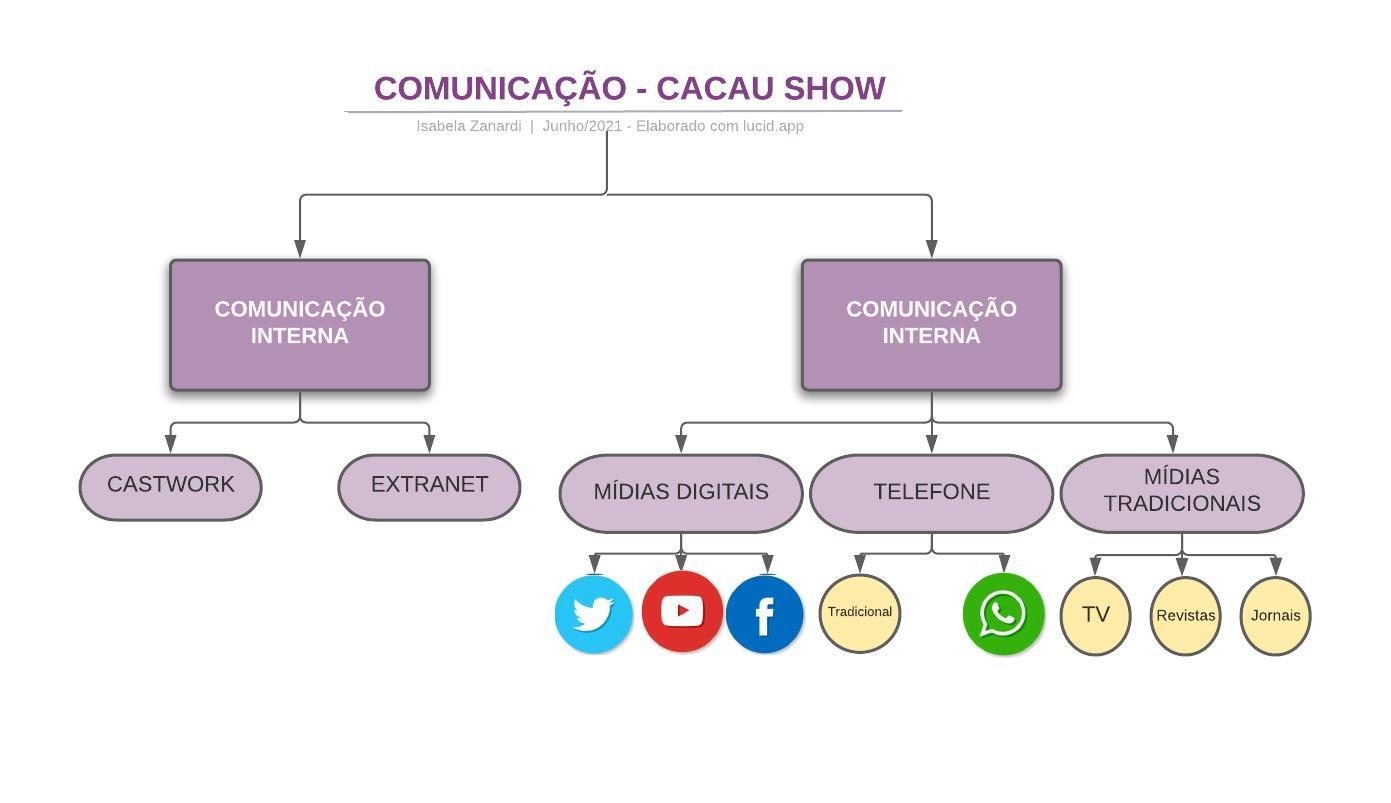 COMUNICAÇÃO - CACAU SHOW
Isabela Zanardi | Junho/2021 - Elaborado com lucid.app
COMUNICAÇÃO
INTERNA
COMUNICAÇÃO
INTERNA
CASTWORK
EXTRANET
MÍDIAS DIGITAIS
TELEFONE
MÍDIAS
TRADICIONAIS
Tradicional
TV
Revistas
Jornais